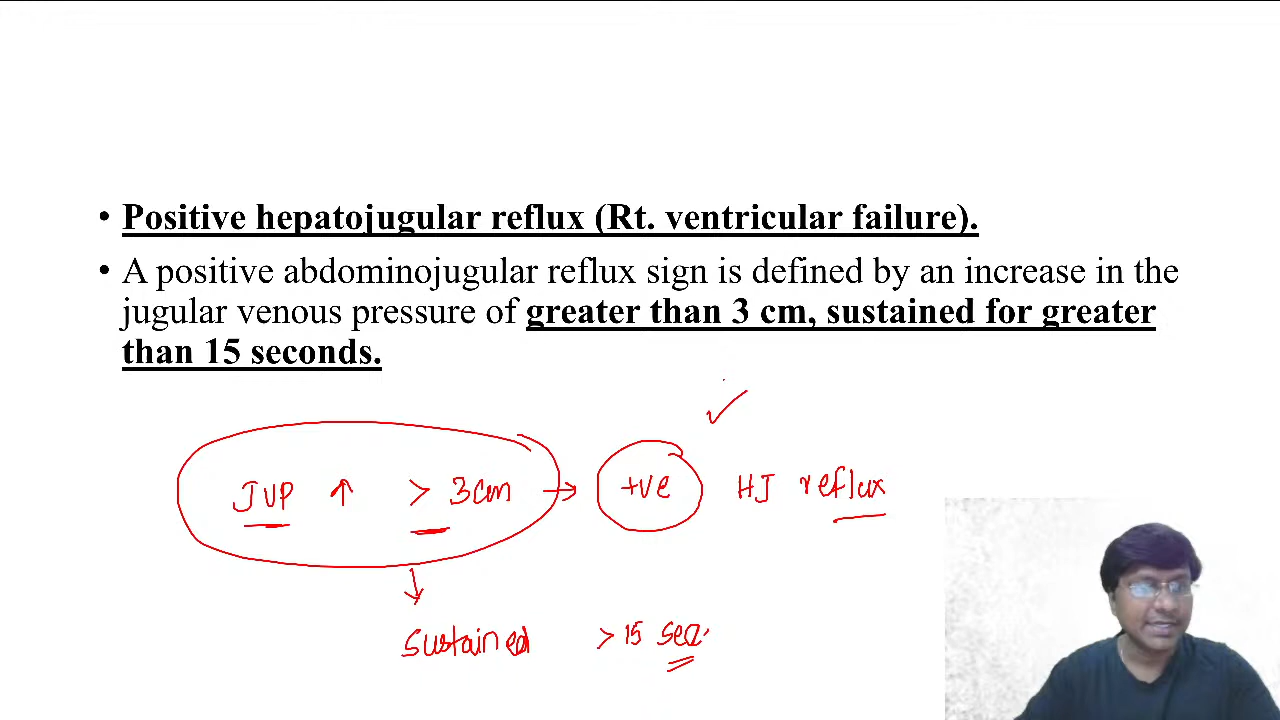 • Positive hepatojugular reflux (Rt. ventricular failure).
• A positive abdominojugular reflux sign is defined by an increase in the
jugular venous pressure of greater than 3 cm, sustained for greater
than 15 seconds.
JVP ↑ > 3cm → +ve HJ reflux
↓
Sustained > 15 sec.